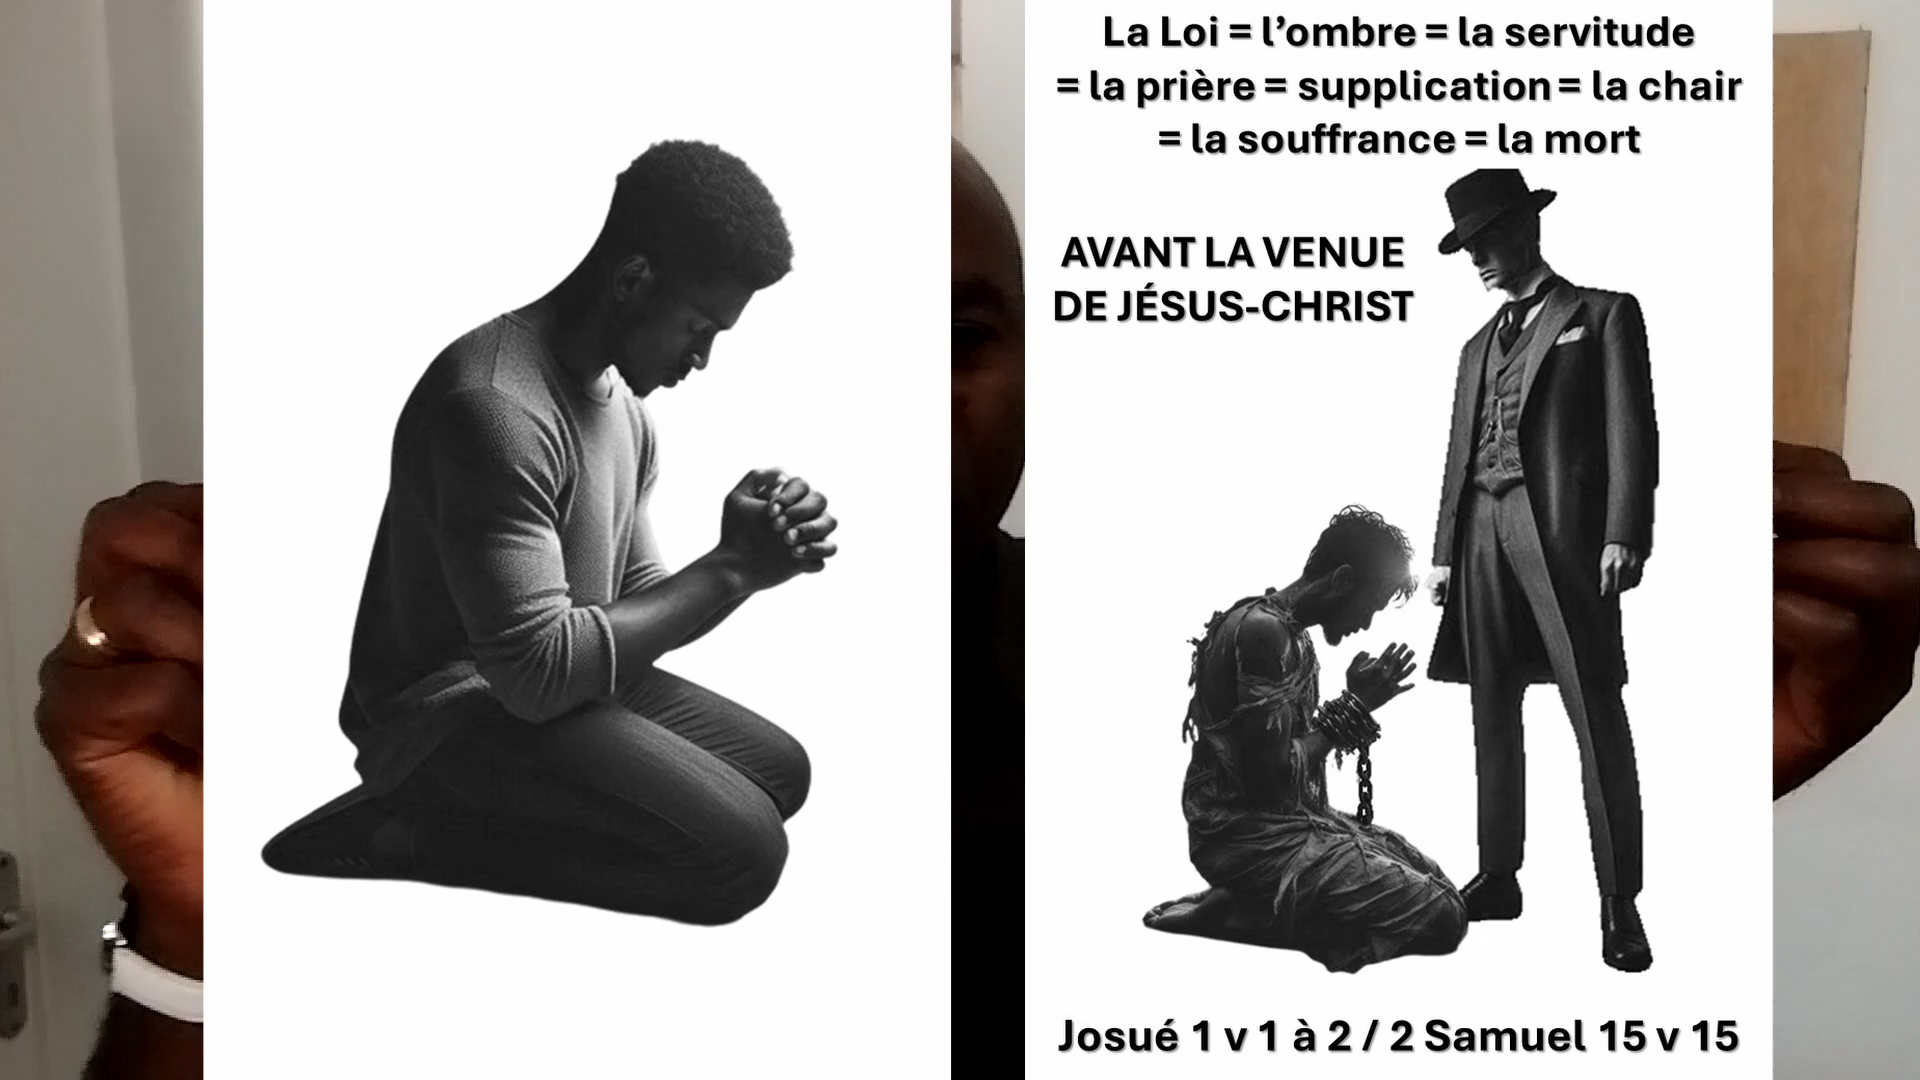 La Loi = l’ombre = la servitude
= la prière = supplication = la chair
= la souffrance = la mort
AVANT LA VENUE
DE JÉSUS-CHRIST
Josué 1 v 1 à 2 / 2 Samuel 15 v 15